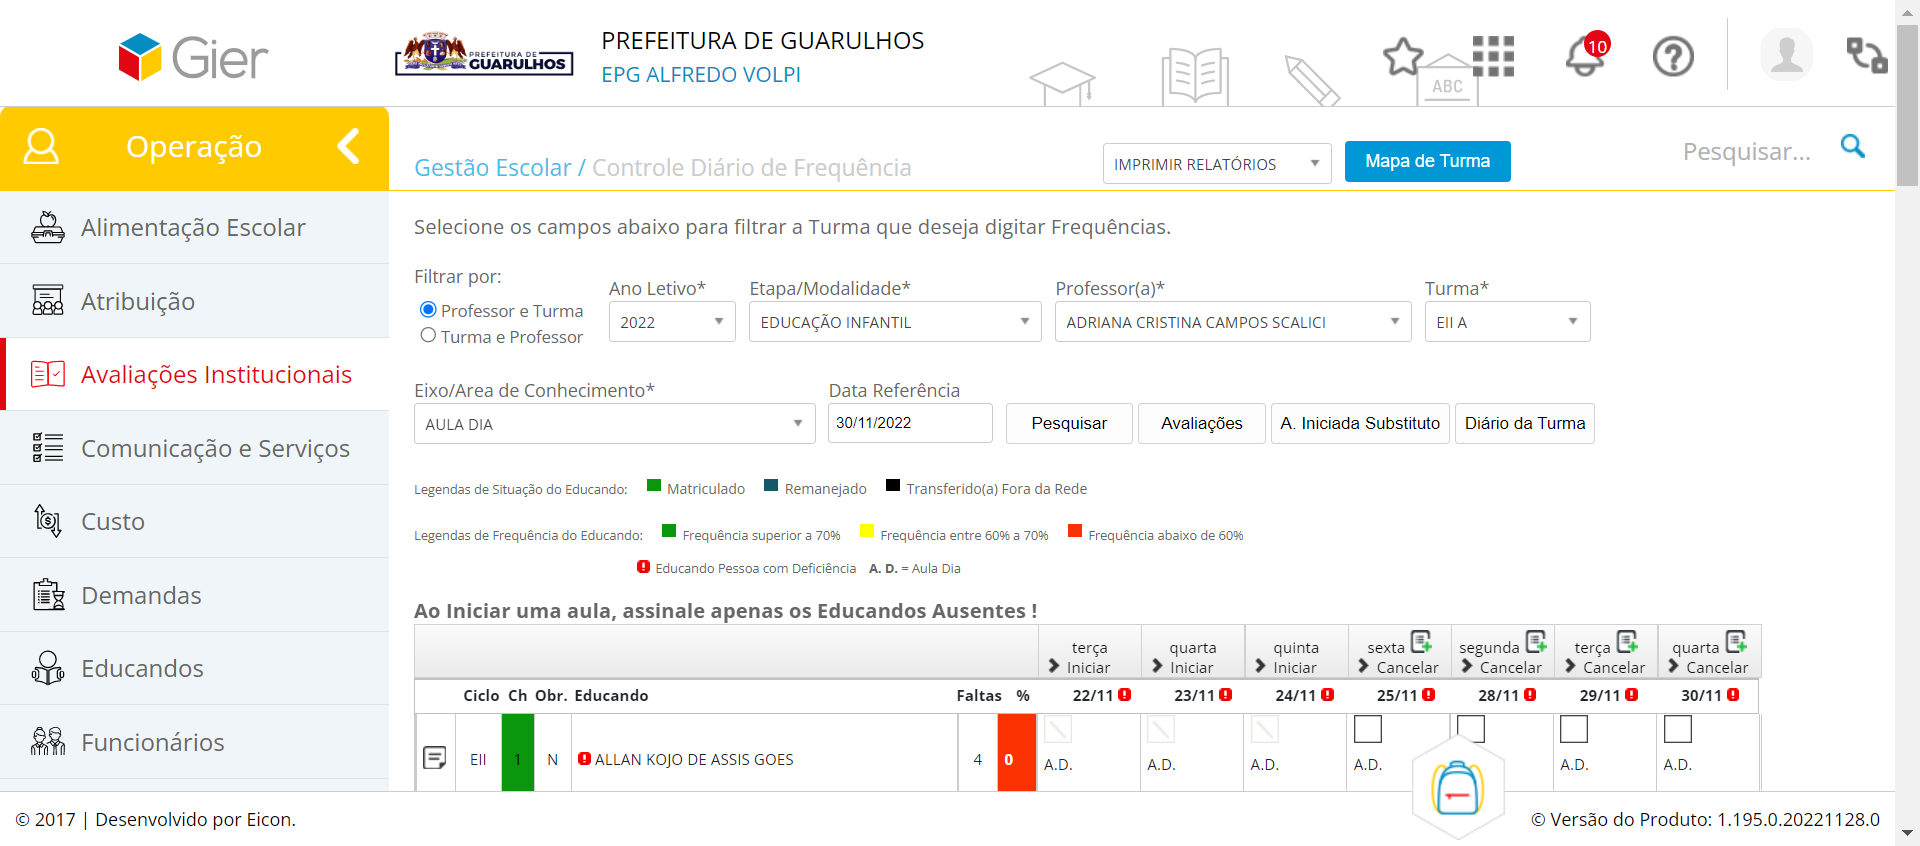 Gier
PREFEITURA DE
GUARULHOS
PREFEITURA DE GUARULHOS
EPG ALFREDO VOLPI
ABC
10
Operação
Gestão Escolar / Controle Diário de Frequência
IMPRIMIR RELATÓRIOS
Mapa de Turma
Pesquisar...
Alimentação Escolar
Atribuição
Avaliações Institucionais
Comunicação e Serviços
Custo
Demandas
Educandos
Funcionários
Selecione os campos abaixo para filtrar a Turma que deseja digitar Frequências.
Filtrar por:
Professor e Turma
Turma e Professor
Ano Letivo*
2022
Etapa/Modalidade*
EDUCAÇÃO INFANTIL
Professor(a)*
ADRIANA CRISTINA CAMPOS SCALICI
Turma*
EII A
Eixo/Area de Conhecimento*
AULA DIA
Data Referência
30/11/2022
Pesquisar
Avaliações
A. Iniciada Substituto
Diário da Turma
Legendas de Situação do Educando: Matriculado Remanejado Transferido(a) Fora da Rede
Legendas de Frequência do Educando: Frequência superior a 70% Frequência entre 60% a 70% Frequência abaixo de 60%
Educando Pessoa com Deficiência A. D. = Aula Dia
Ao Iniciar uma aula, assinale apenas os Educandos Ausentes !
terça quarta quinta sexta segunda terça quarta
Iniciar Iniciar Iniciar Cancelar Cancelar Cancelar Cancelar
Ciclo Ch Obr. Educando Faltas % 22/11 23/11 24/11 25/11 28/11 29/11 30/11
EII 1 N ALLAN KOJO DE ASSIS GOES 4 0 A.D. A.D. A.D. A.D. A.D. A.D.
© 2017 | Desenvolvido por Eicon.
© Versão do Produto: 1.195.0.20221128.0